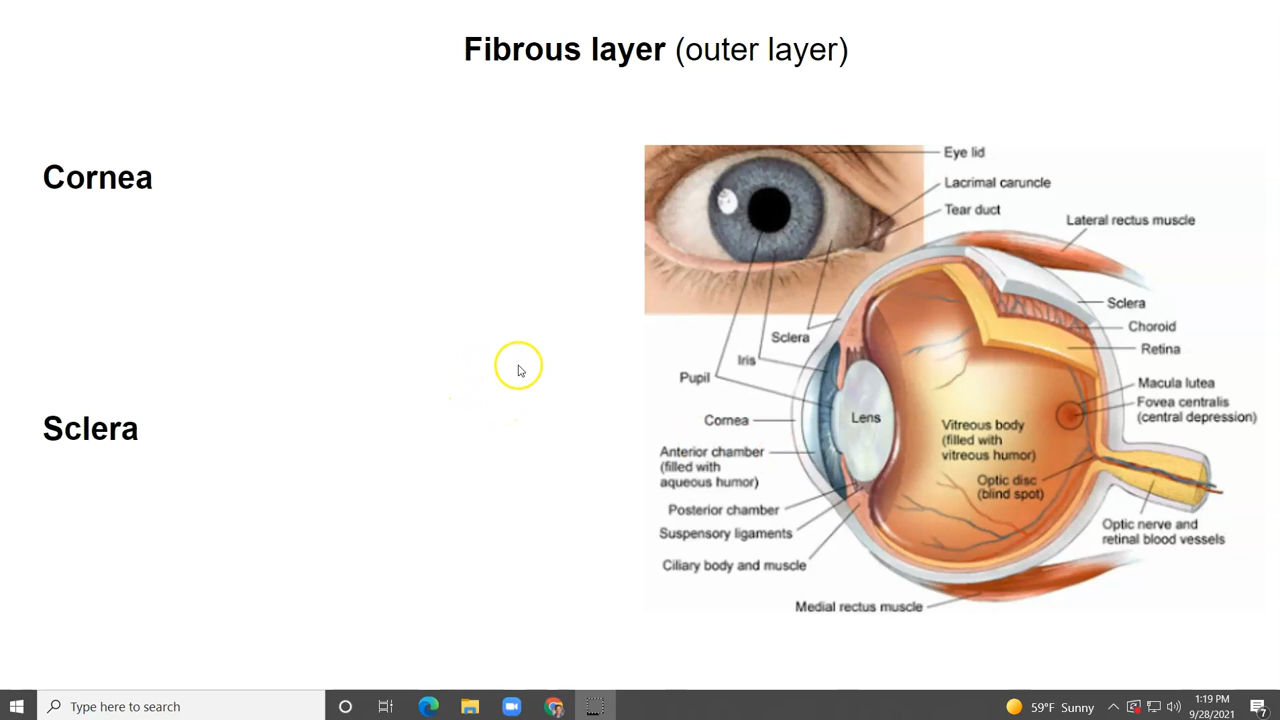 Fibrous layer (outer layer)
Cornea
Sclera
Eye lid
Lacrimal caruncle
Tear duct
Lateral rectus muscle
Sclera
Choroid
Retina
Macula lutea
Fovea centralis
(central depression)
Sclera
Iris
Pupil
Cornea
Lens
Vitreous body
(filled with
vitreous humor)
Anterior chamber
(filled with
aqueous humor)
Optic disc
(blind spot)
Posterior chamber
Suspensory ligaments
Optic nerve and
retinal blood vessels
Ciliary body and muscle
Medial rectus muscle
Type here to search
59°F Sunny
1:19 PM
9/28/2021
7